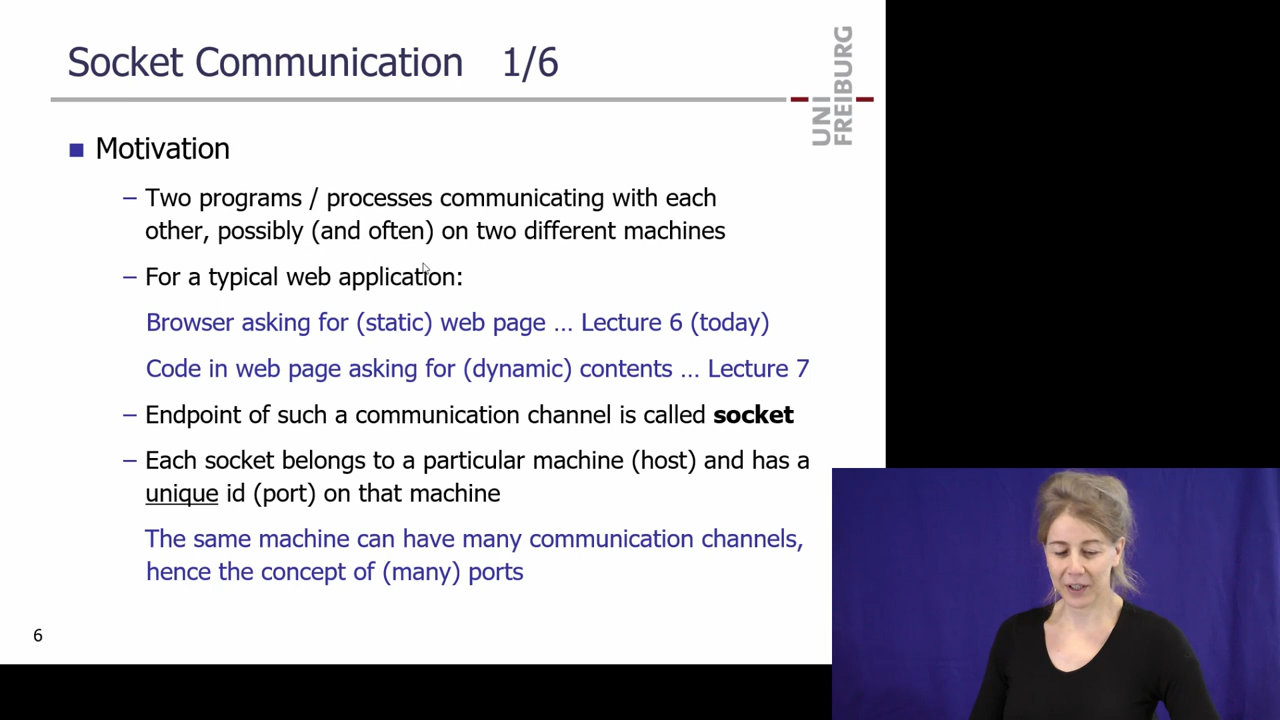 Socket Communication 1/6
UNI
FREIBURG
Motivation
– Two programs / processes communicating with each
other, possibly (and often) on two different machines
– For a typical web application:
Browser asking for (static) web page … Lecture 6 (today)
Code in web page asking for (dynamic) contents … Lecture 7
– Endpoint of such a communication channel is called socket
– Each socket belongs to a particular machine (host) and has a
unique id (port) on that machine
The same machine can have many communication channels,
hence the concept of (many) ports
6